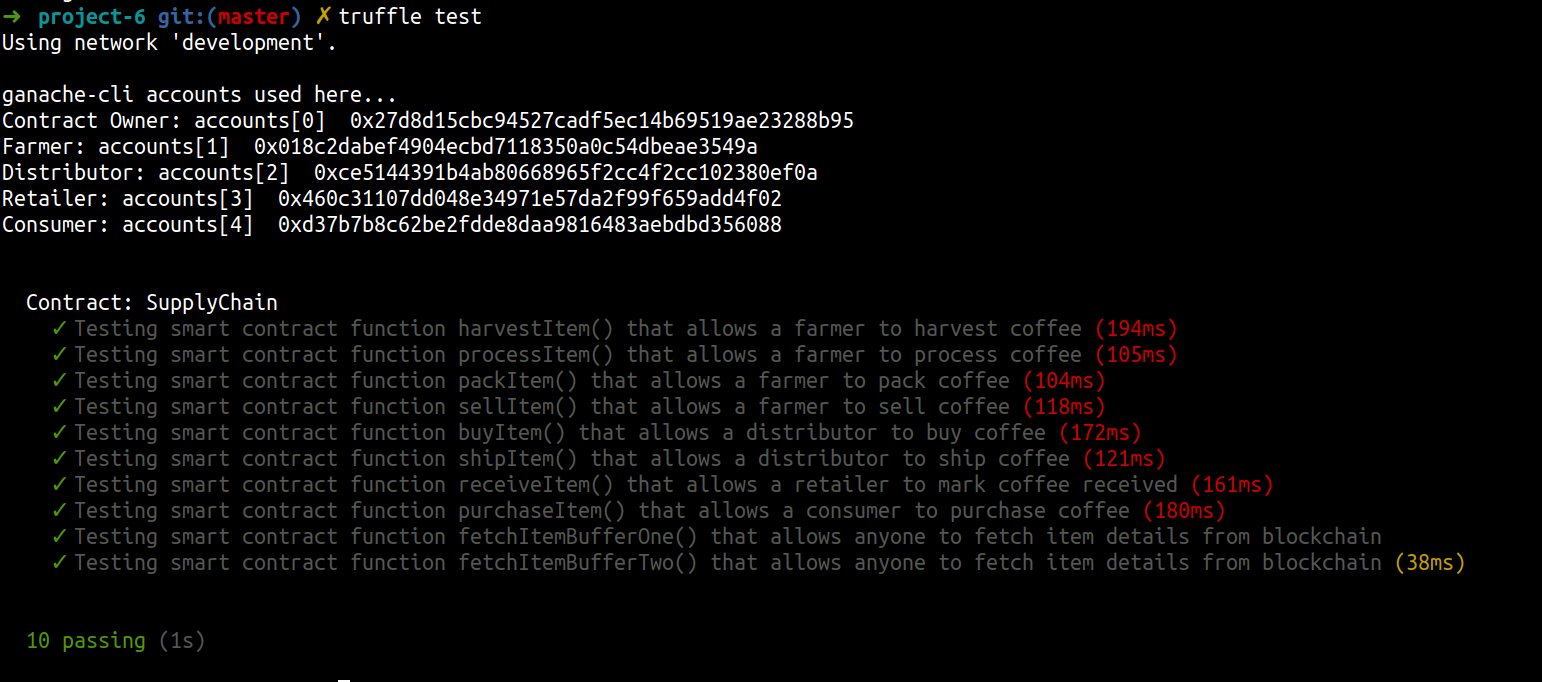 ➜ project-6 git:(master) ✗ truffle test
Using network 'development'.
ganache-cli accounts used here...
Contract Owner: accounts[0] 0x27d8d15cbc94527cadf5ec14b69519ae23288b95
Farmer: accounts[1] 0x018c2dabef4904ecbd7118350a0c54dbeae3549a
Distributor: accounts[2] 0xce5144391b4ab80668965f2cc4f2cc102380ef0a
Retailer: accounts[3] 0x460c31107dd048e34971e57da2f99f659add4f02
Consumer: accounts[4] 0xd37b7b8c62be2fdde8daa9816483aebdbd356088
Contract: SupplyChain
✓ Testing smart contract function harvestItem() that allows a farmer to harvest coffee (194ms)
✓ Testing smart contract function processItem() that allows a farmer to process coffee (105ms)
✓ Testing smart contract function packItem() that allows a farmer to pack coffee (104ms)
✓ Testing smart contract function sellItem() that allows a farmer to sell coffee (118ms)
✓ Testing smart contract function buyItem() that allows a distributor to buy coffee (172ms)
✓ Testing smart contract function shipItem() that allows a distributor to ship coffee (121ms)
✓ Testing smart contract function receiveItem() that allows a retailer to mark coffee received (161ms)
✓ Testing smart contract function purchaseItem() that allows a consumer to purchase coffee (180ms)
✓ Testing smart contract function fetchItemBufferOne() that allows anyone to fetch item details from blockchain
✓ Testing smart contract function fetchItemBufferTwo() that allows anyone to fetch item details from blockchain (38ms)
10 passing (1s)